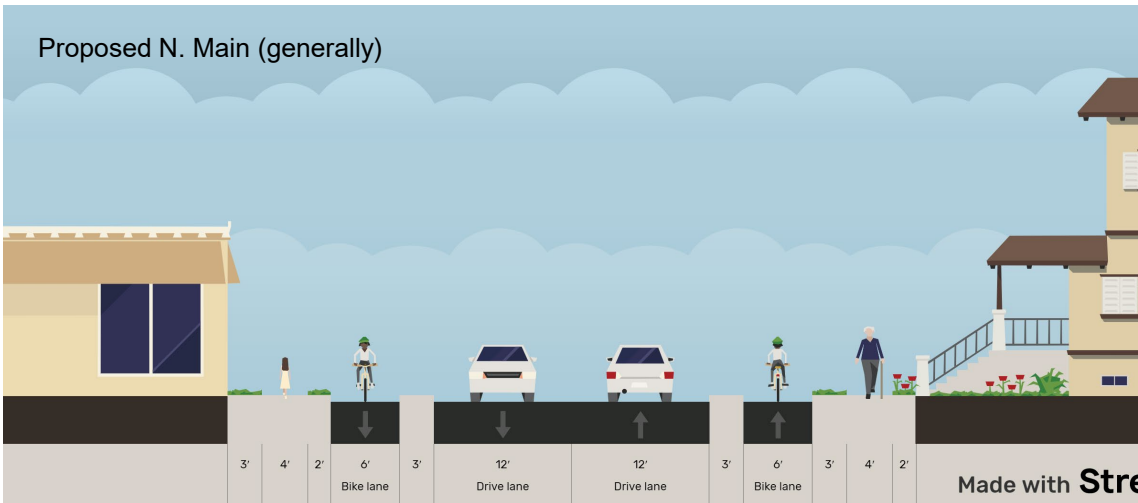 Proposed N. Main (generally)
3' 4' 2' 6' 3' 12' 12' 3' 6' 3' 4' 2'
Bike lane Drive lane Drive lane Bike lane
Made with Stre